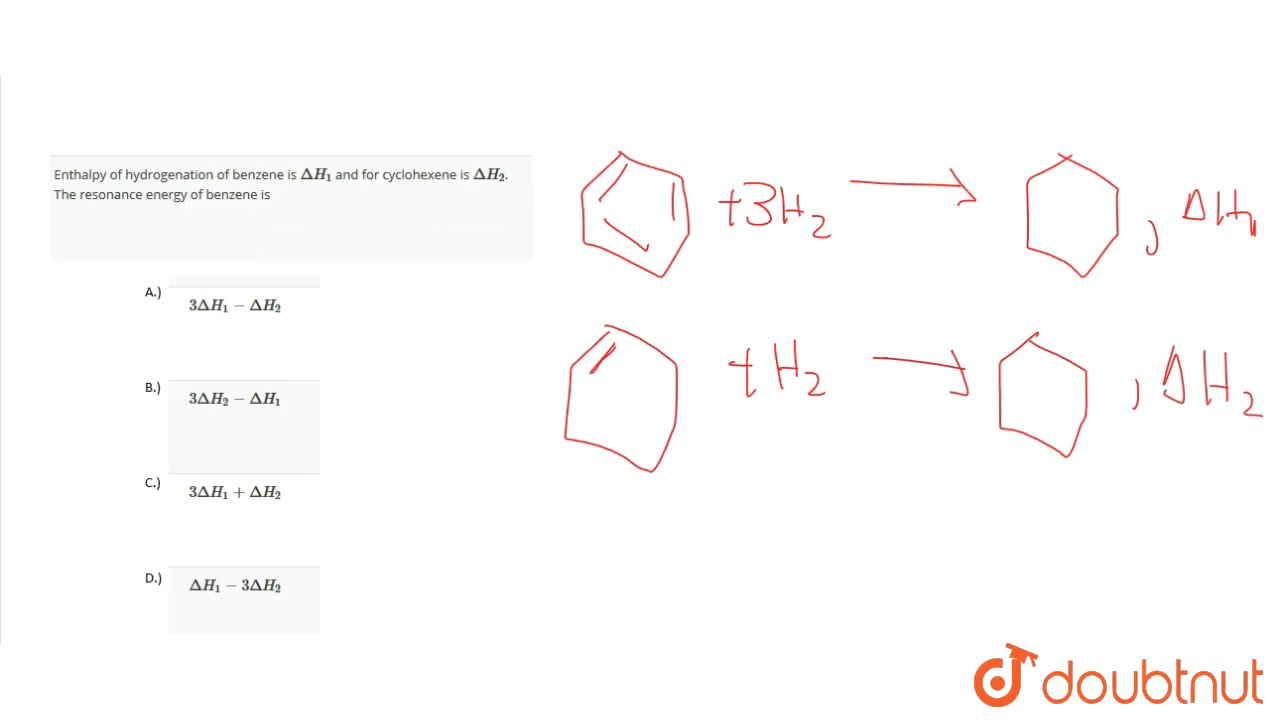 Enthalpy of hydrogenation of benzene is ΔH₁ and for cyclohexene is ΔH₂.
The resonance energy of benzene is
A.) 3ΔH₁ − ΔH₂
B.) 3ΔH₂ − ΔH₁
C.) 3ΔH₁ + ΔH₂
D.) ΔH₁ − 3ΔH₂
+3H₂ → , ΔH₁
+H₂ → , ΔH₂
doubtnut